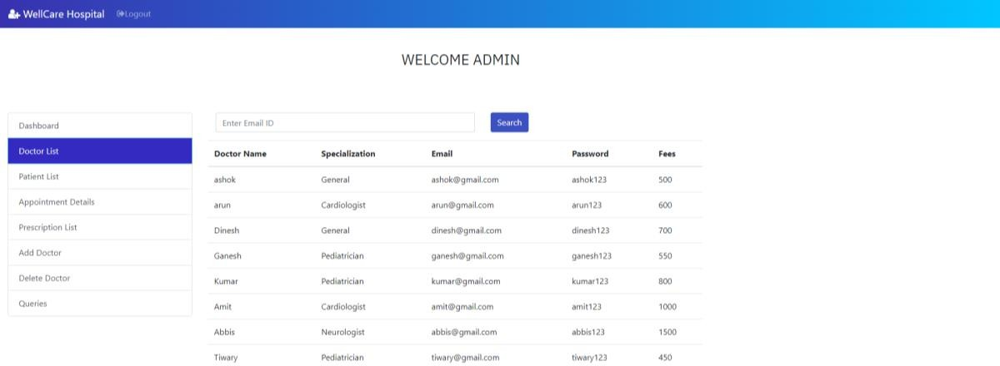 WellCare Hospital Logout
WELCOME ADMIN
Dashboard
Doctor List
Patient List
Appointment Details
Prescription List
Add Doctor
Delete Doctor
Queries
Enter Email ID Search
Doctor Name Specialization Email Password Fees
ashok General ashok@gmail.com ashok123 500
arun Cardiologist arun@gmail.com arun123 600
Dinesh General dinesh@gmail.com dinesh123 700
Ganesh Pediatrician ganesh@gmail.com ganesh123 550
Kumar Pediatrician kumar@gmail.com kumar123 800
Amit Cardiologist amit@gmail.com amit123 1000
Abbis Neurologist abbis@gmail.com abbis123 1500
Tiwary Pediatrician tiwary@gmail.com tiwary123 450